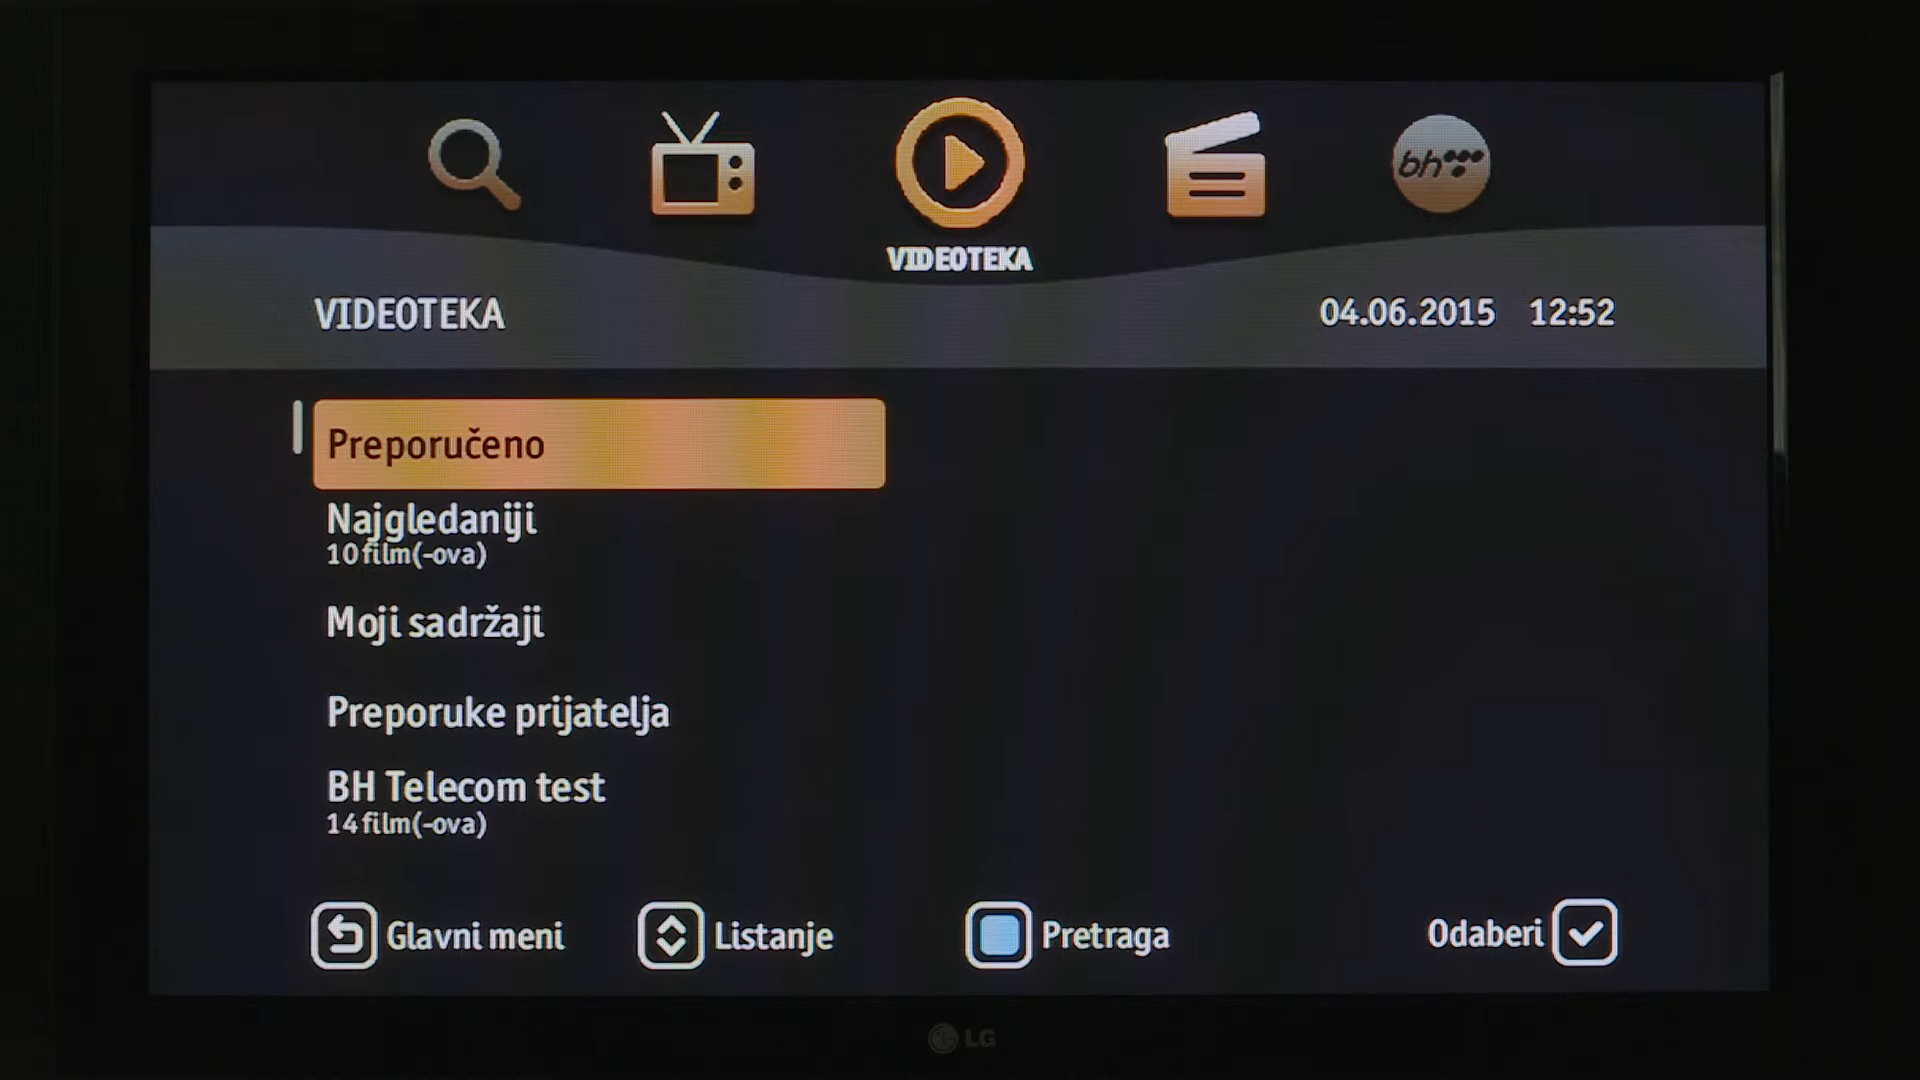 bh
VIDEOTEKA
VIDEOTEKA
04.06.2015 12:52
Preporučeno
Najgledaniji
10 film(-ova)
Moji sadržaji
Preporuke prijatelja
BH Telecom test
14 film(-ova)
Glavni meni
Listanje
Pretraga
Odaberi
LG